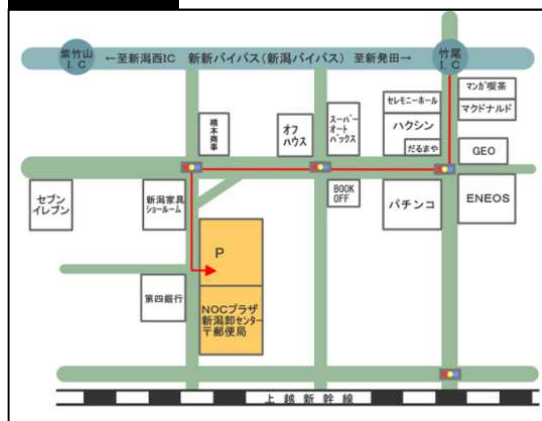 紫竹山
I.C
←至新潟西IC 新新バイパス(新潟バイパス) 至新発田→
竹尾
I.C
橋本商事
オフ
ハウス
スーパー
オート
バックス
セレモニーホール
ハクシン
だるまや
マンガ喫茶
マクドナルド
GEO
セブン
イレブン
新潟家具
ショールーム
BOOK
OFF
パチンコ
ENEOS
P
第四銀行
NOCプラザ
新潟卸センター
〒郵便局
上越新幹線